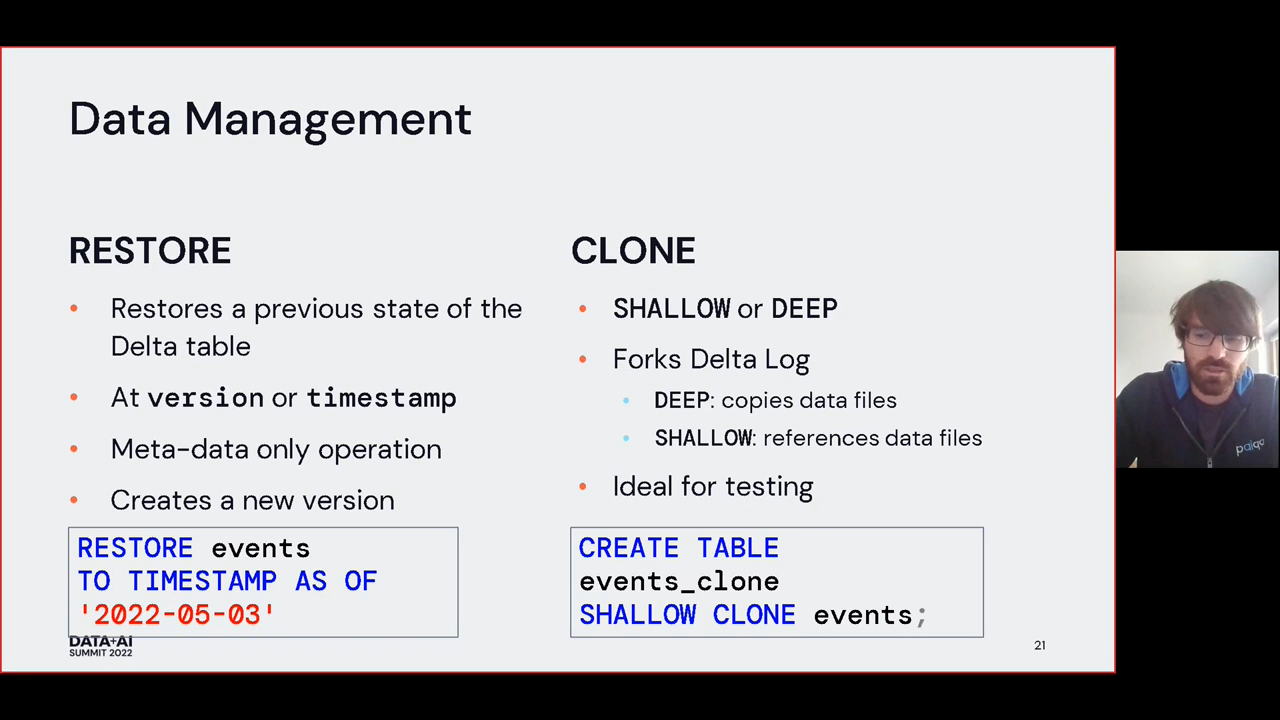 Data Management
RESTORE
• Restores a previous state of the
Delta table
• At version or timestamp
• Meta-data only operation
• Creates a new version
RESTORE events
TO TIMESTAMP AS OF
'2022-05-03'
CLONE
• SHALLOW or DEEP
• Forks Delta Log
• DEEP: copies data files
• SHALLOW: references data files
• Ideal for testing
CREATE TABLE
events_clone
SHALLOW CLONE events;
DATA+AI
SUMMIT 2022
21
paiqo